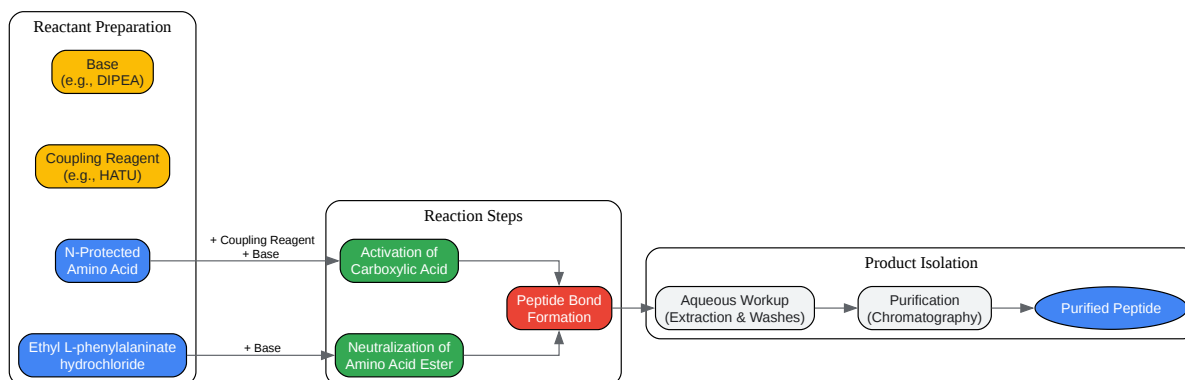 Reactant Preparation
Base
(e.g., DIPEA)
Coupling Reagent
(e.g., HATU)
N-Protected
Amino Acid
Ethyl L-phenylalaninate
hydrochloride
+ Coupling Reagent
+ Base
+ Base
Reaction Steps
Activation of
Carboxylic Acid
Neutralization of
Amino Acid Ester
Peptide Bond
Formation
Product Isolation
Aqueous Workup
(Extraction & Washes)
Purification
(Chromatography)
Purified Peptide